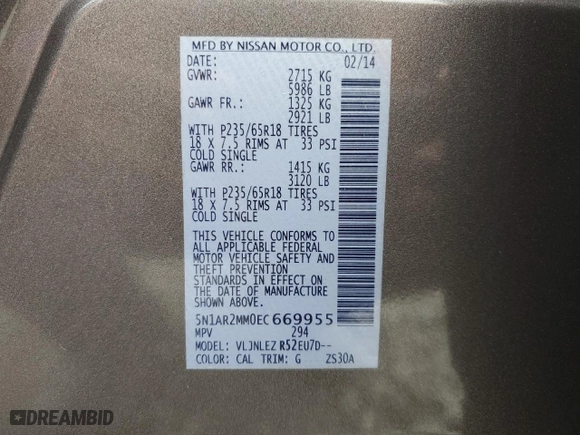 MFD BY NISSAN MOTOR CO., LTD.
DATE: 02/14
GVWR: 2715 KG
5986 LB
GAWR FR.: 1325 KG
2921 LB
WITH P235/65R18 TIRES
18 X 7.5 RIMS AT 33 PSI
COLD SINGLE
GAWR RR.: 1415 KG
3120 LB
WITH P235/65R18 TIRES
18 X 7.5 RIMS AT 33 PSI
COLD SINGLE
THIS VEHICLE CONFORMS TO
ALL APPLICABLE FEDERAL
MOTOR VEHICLE SAFETY AND
THEFT PREVENTION
STANDARDS IN EFFECT ON THE
DATE OF MANUFACTURE
SHOWN ABOVE.
5N1AR2MM0EC669955
MPV 294
MODEL: VLJNLEZ R52EU7D--
COLOR: CAL TRIM: G ZS30A
DREAMBID